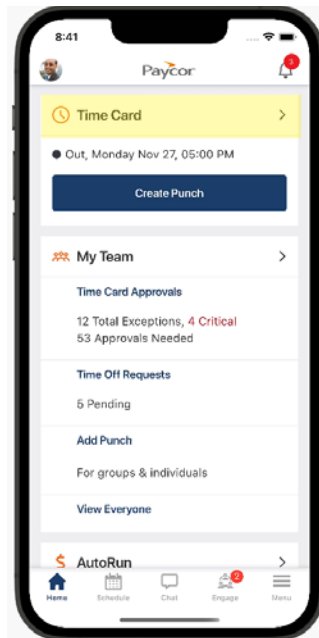 8:41
Paycor
3
Time Card
Out, Monday Nov 27, 05:00 PM
Create Punch
My Team
Time Card Approvals
12 Total Exceptions, 4 Critical
53 Approvals Needed
Time Off Requests
5 Pending
Add Punch
For groups & individuals
View Everyone
$ AutoRun
2
Home Schedule Chat Engage Menu